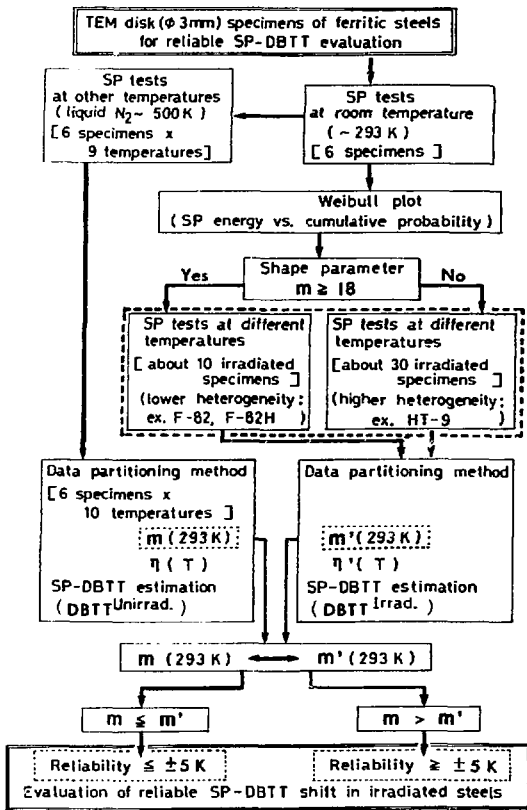 TEM disk (φ 3mm) specimens of ferritic steels
for reliable SP-DBTT evaluation
SP tests
at other temperatures
(liquid N₂~ 500 K)
[6 specimens x
9 temperatures]
SP tests
at room temperature
(~ 293 K)
[6 specimens]
Weibull plot
(SP energy vs. cumulative probability)
Yes
Shape parameter
m ≥ 18
No
SP tests at different
temperatures
[about 10 irradiated
specimens]
(lower heterogeneity:
ex. F-82, F-82H)
SP tests at different
temperatures
[about 30 irradiated
specimens]
(higher heterogeneity:
ex. HT-9)
Data partitioning method
[6 specimens x
10 temperatures]
m (293 K)
η (T)
SP-DBTT estimation
(DBTT Unirrad.)
Data partitioning method
m' (293 K)
η' (T)
SP-DBTT estimation
(DBTT Irrad.)
m (293 K) ↔ m' (293 K)
m ≦ m'
m > m'
Reliability ≦ ±5 K
Reliability ≧ ±5 K
Evaluation of reliable SP-DBTT shift in irradiated steels